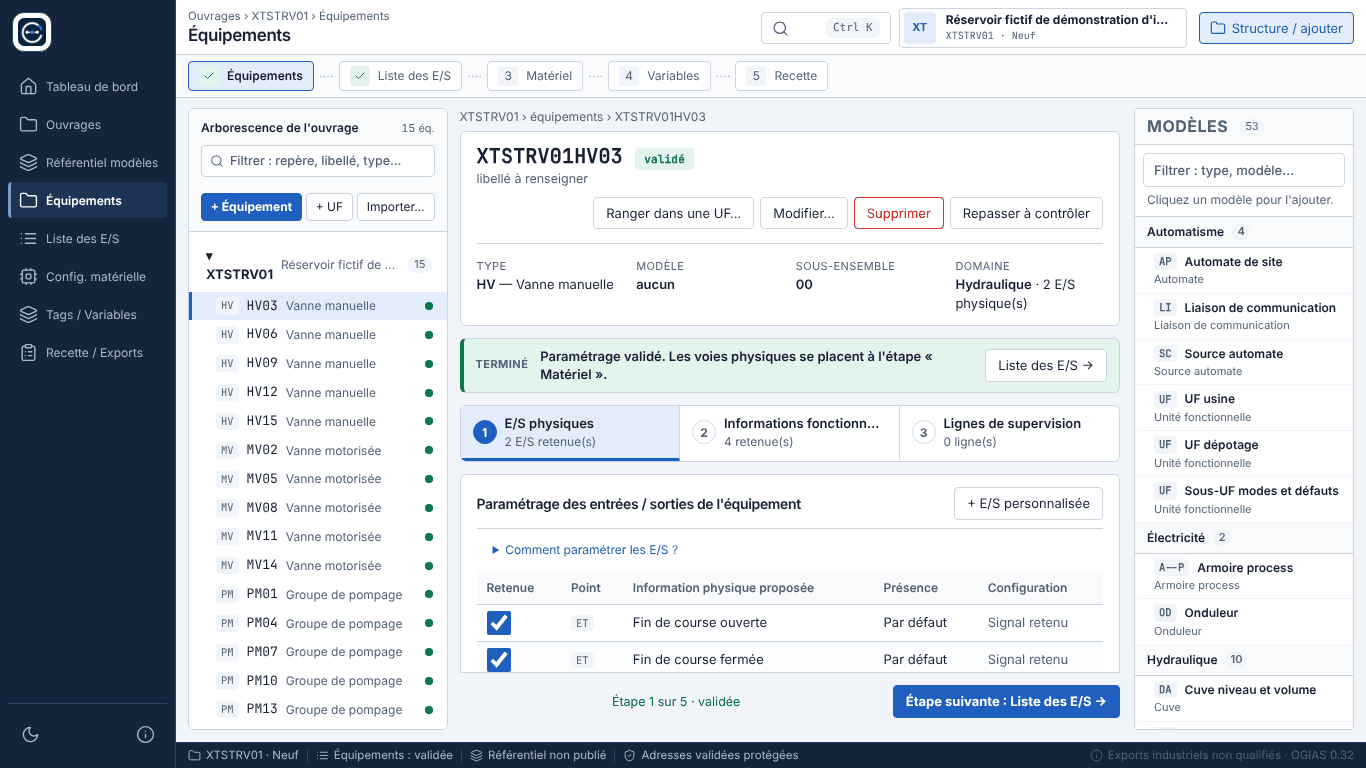 Ouvrages › XTSTRV01 › Équipements
Équipements
Ctrl K
XT
Réservoir fictif de démonstration d'i...
XTSTRV01 · Neuf
Structure / ajouter
Tableau de bord
Ouvrages
Référentiel modèles
Équipements
Liste des E/S
Config. matérielle
Tags / Variables
Recette / Exports
Équipements
Liste des E/S
3 Matériel
4 Variables
5 Recette
Arborescence de l'ouvrage 15 éq.
Filtrer : repère, libellé, type...
+ Équipement
+ UF
Importer...
▼ XTSTRV01 Réservoir fictif de ... 15
HV HV03 Vanne manuelle
HV HV06 Vanne manuelle
HV HV09 Vanne manuelle
HV HV12 Vanne manuelle
HV HV15 Vanne manuelle
MV MV02 Vanne motorisée
MV MV05 Vanne motorisée
MV MV08 Vanne motorisée
MV MV11 Vanne motorisée
MV MV14 Vanne motorisée
PM PM01 Groupe de pompage
PM PM04 Groupe de pompage
PM PM07 Groupe de pompage
PM PM10 Groupe de pompage
PM PM13 Groupe de pompage
XTSTRV01 › équipements › XTSTRV01HV03
XTSTRV01HV03 validé
libellé à renseigner
Ranger dans une UF...
Modifier...
Supprimer
Repasser à contrôler
TYPE
HV — Vanne manuelle
MODÈLE
aucun
SOUS-ENSEMBLE
00
DOMAINE
Hydraulique · 2 E/S
physique(s)
TERMINÉ
Paramétrage validé. Les voies physiques se placent à l'étape «
Matériel ».
Liste des E/S →
1 E/S physiques
2 E/S retenue(s)
2 Informations fonctionn...
4 retenue(s)
3 Lignes de supervision
0 ligne(s)
Paramétrage des entrées / sorties de l'équipement
+ E/S personnalisée
▶ Comment paramétrer les E/S ?
Retenue Point Information physique proposée Présence Configuration
ET Fin de course ouverte Par défaut Signal retenu
ET Fin de course fermée Par défaut Signal retenu
Étape 1 sur 5 · validée
Étape suivante : Liste des E/S →
MODÈLES 53
Filtrer : type, modèle...
Cliquez un modèle pour l'ajouter.
Automatisme 4
AP Automate de site
Automate
LI Liaison de communication
Liaison de communication
SC Source automate
Source automate
UF UF usine
Unité fonctionnelle
UF UF dépotage
Unité fonctionnelle
UF Sous-UF modes et défauts
Unité fonctionnelle
Électricité 2
A--P Armoire process
Armoire process
OD Onduleur
Onduleur
Hydraulique 10
DA Cuve niveau et volume
Cuve
XTSTRV01 · Neuf
Équipements : validée
Référentiel non publié
Adresses validées protégées
Exports industriels non qualifiés · OGIAS 0.32